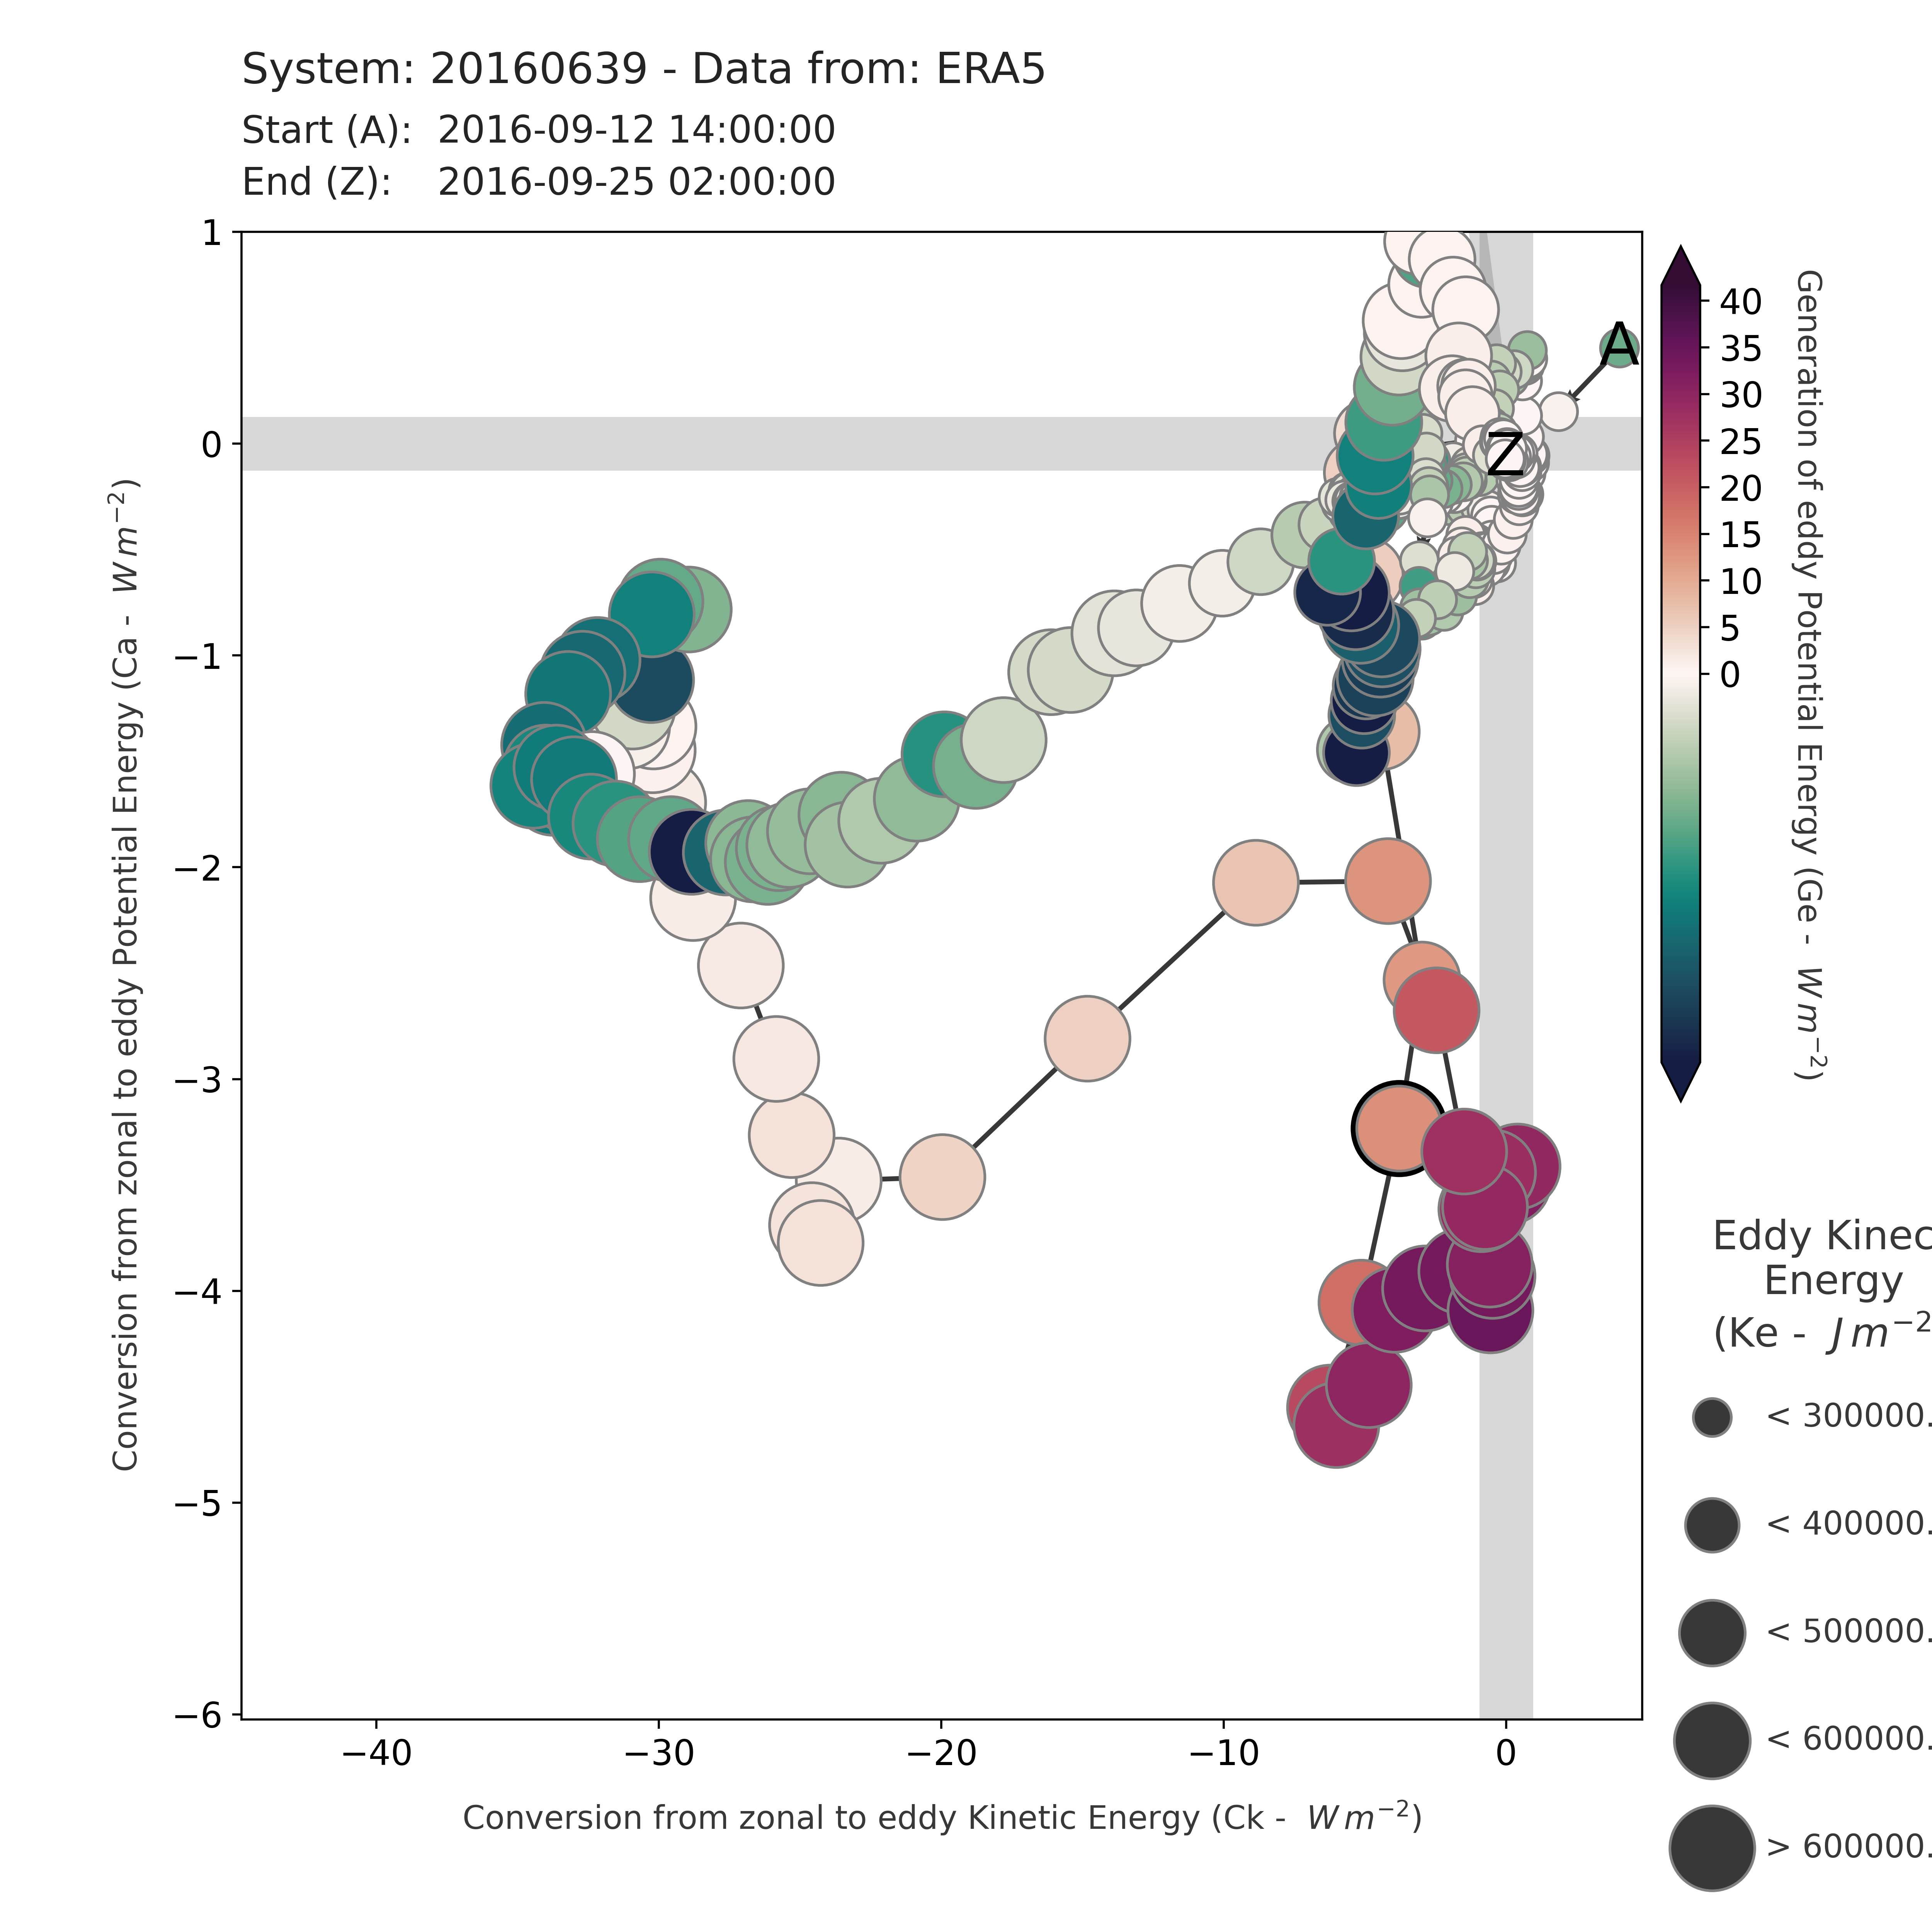 System: 20160639 - Data from: ERA5
Start (A): 2016-09-12 14:00:00
End (Z): 2016-09-25 02:00:00
1
0
−1
−2
−3
−4
−5
−6
−40
−30
−20
−10
0
Conversion from zonal to eddy Potential Energy (Ca - W m⁻²)
Conversion from zonal to eddy Kinetic Energy (Ck - W m⁻²)
A
Z
40
35
30
25
20
15
10
5
0
Generation of eddy Potential Energy (Ge - W m⁻²)
Eddy Kinec
Energy
(Ke - J m⁻²
< 300000.
< 400000.
< 500000.
< 600000.
> 600000.